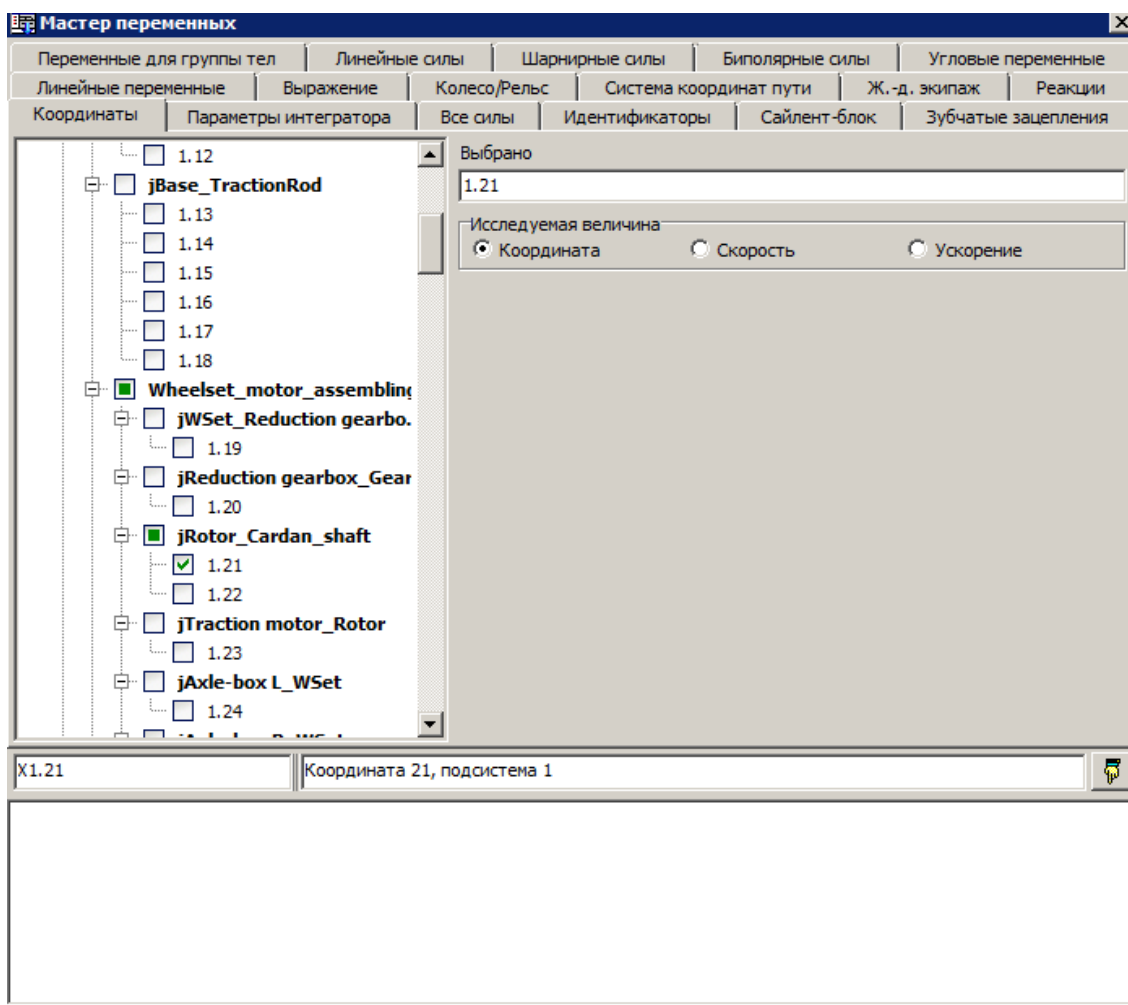 Мастер переменных
Переменные для группы тел Линейные силы Шарнирные силы Биполярные силы Угловые переменные
Линейные переменные Выражение Колесо/Рельс Система координат пути Ж.-д. экипаж Реакции
Координаты Параметры интегратора Все силы Идентификаторы Сайлент-блок Зубчатые зацепления
1.12
jBase_TractionRod
1.13
1.14
1.15
1.16
1.17
1.18
Wheelset_motor_assembling
jWSet_Reduction gearbo.
1.19
jReduction gearbox_Gear
1.20
jRotor_Cardan_shaft
1.21
1.22
jTraction motor_Rotor
1.23
jAxle-box L_WSet
1.24
Выбрано
1.21
Исследуемая величина
Координата Скорость Ускорение
X1.21 Координата 21, подсистема 1